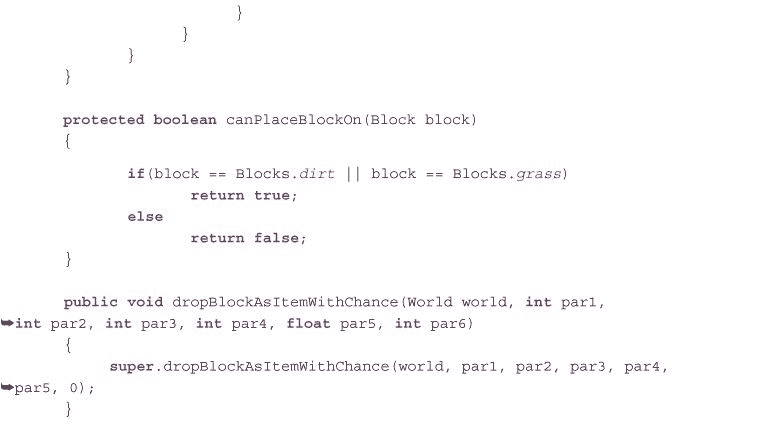 }
}
}
}
protected boolean canPlaceBlockOn(Block block)
{
if(block == Blocks.dirt || block == Blocks.grass)
return true;
else
return false;
}
public void dropBlockAsItemWithChance(World world, int par1,
➥int par2, int par3, int par4, float par5, int par6)
{
super.dropBlockAsItemWithChance(world, par1, par2, par3, par4,
➥par5, 0);
}